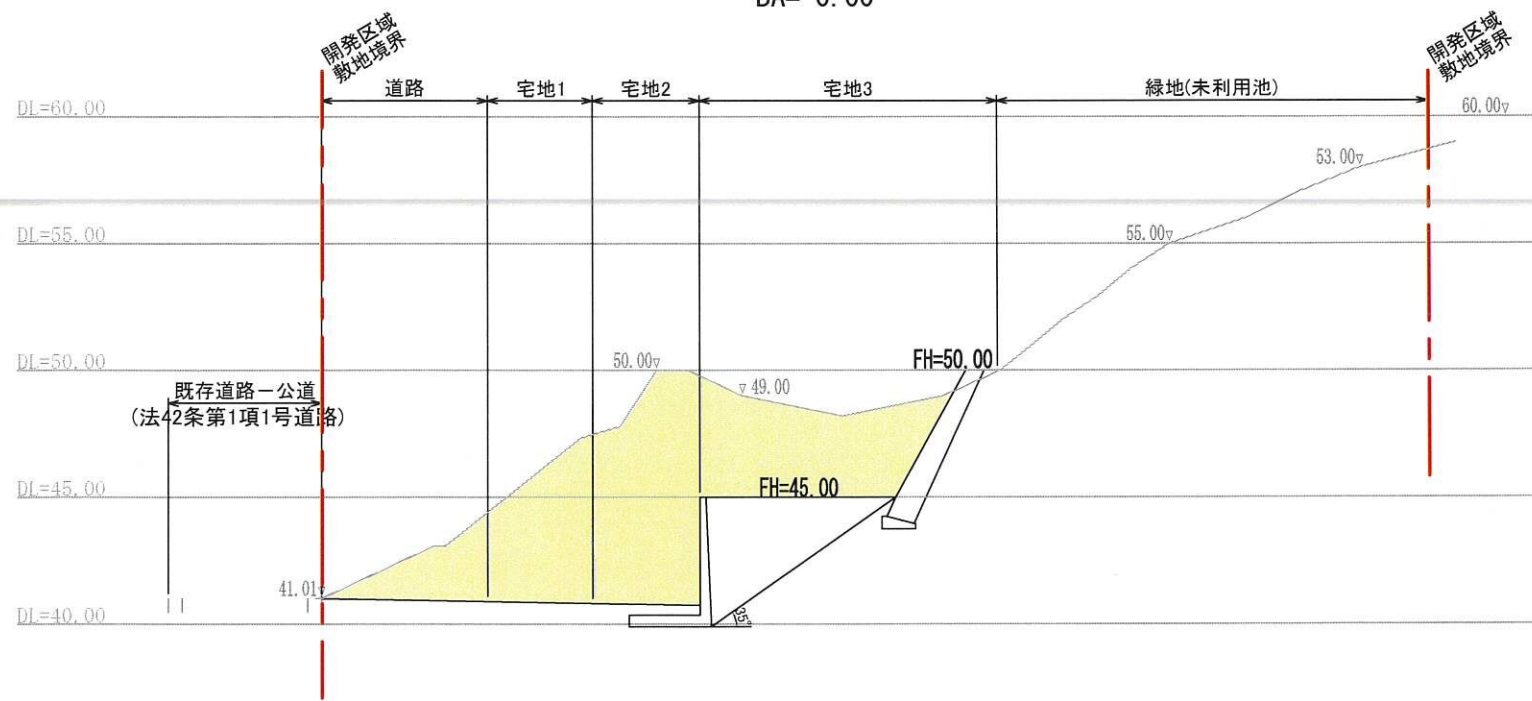 BA= 0.00
開発区域
敷地境界
開発区域
敷地境界
道路
宅地1
宅地2
宅地3
緑地(未利用池)
DL=60.00
60.00▽
53.00▽
DL=55.00
55.00▽
DL=50.00
50.00▽
FH=50.00
▽49.00
既存道路ー公道
(法42条第1項1号道路)
DL=45.00
FH=45.00
41.01▽
DL=40.00
35°